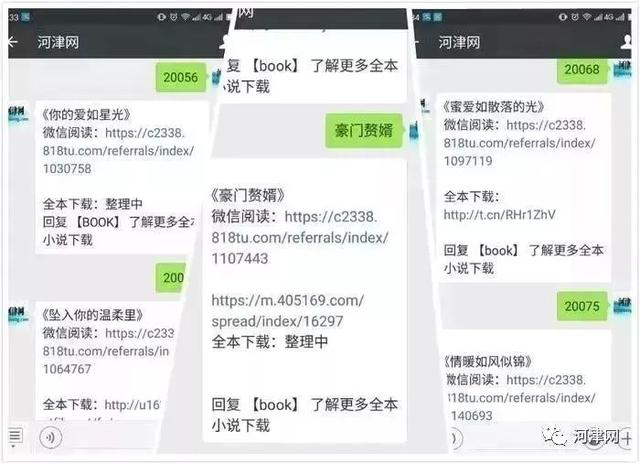 33
4G
河津网
20056
《你的爱如星光》
微信阅读：https://c2338.
818tu.com/referrals/index/
1030758
全本下载：整理中
回复 【BOOK】 了解更多全本
小说下载
200
《坠入你的温柔里》
微信阅读：https://c233
818tu.com/referrals/in
1064767
全本下载：http://u16
网
回复 【book】 了解更多全本
小说下载
豪门赘婿
《豪门赘婿》
微信阅读：https://c2338.
818tu.com/referrals/index/
1107443
https://m.405169.com/
spread/index/16297
全本下载：整理中
回复 【book】 了解更多全本
小说下载
34
4G
河津网
20068
《蜜爱如散落的光》
微信阅读：https://c2338.
818tu.com/referrals/index/
1097119
全本下载：
http://t.cn/RHr1ZhV
回复 【book】 了解更多全本
小说下载
20075
《情暖如风似锦》
微信阅读：https://c2338.
818tu.com/referrals/index/
1140693
河津网